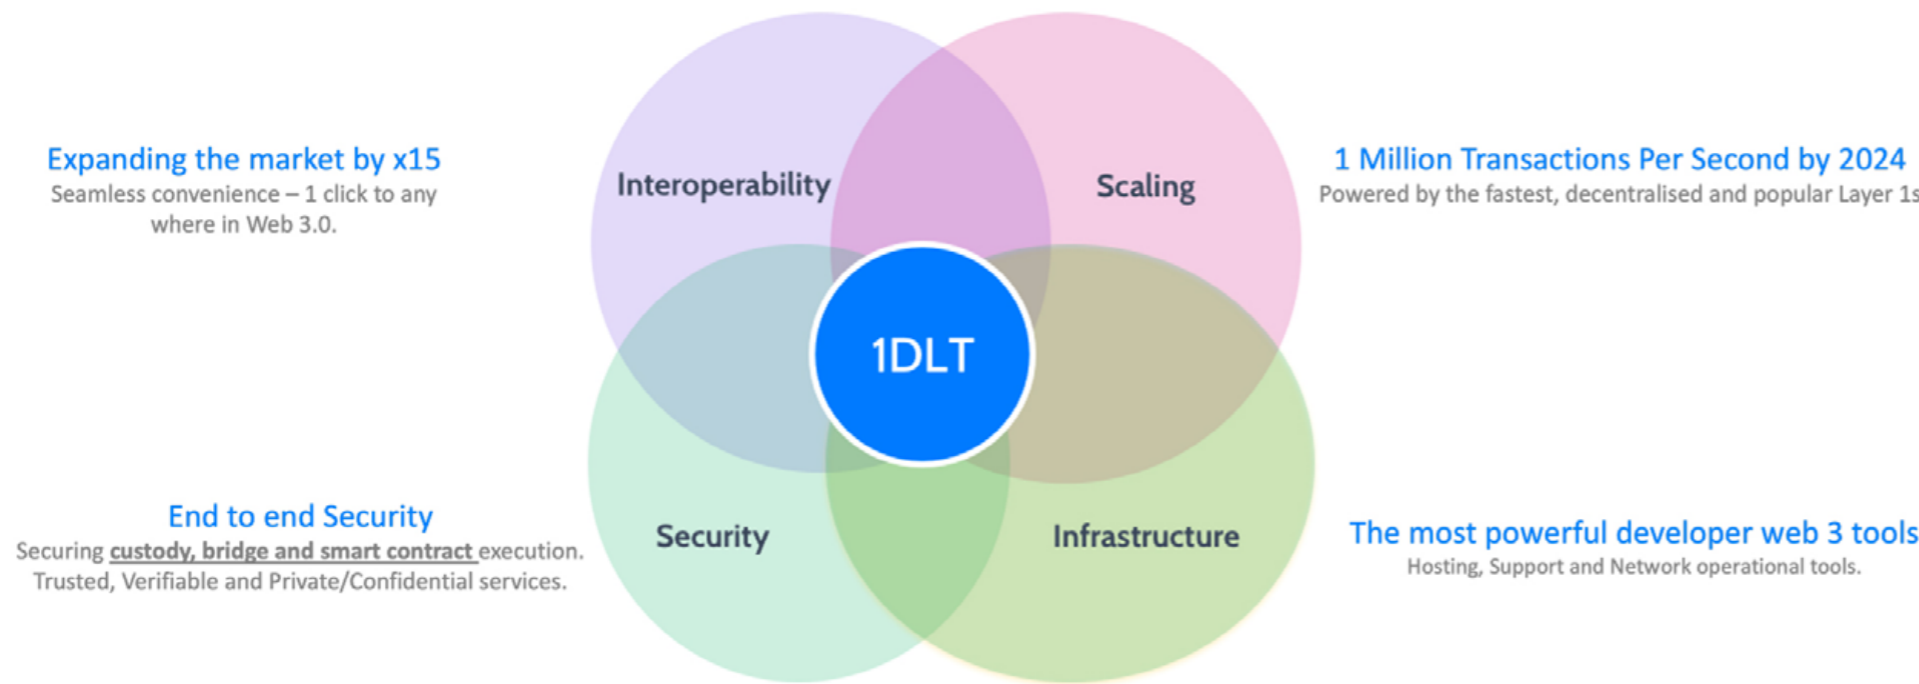 Expanding the market by x15
Seamless convenience – 1 click to any
where in Web 3.0.
Interoperability
Scaling
1 Million Transactions Per Second by 2024
Powered by the fastest, decentralised and popular Layer 1s
1DLT
End to end Security
Securing custody, bridge and smart contract execution.
Trusted, Verifiable and Private/Confidential services.
Security
Infrastructure
The most powerful developer web 3 tools
Hosting, Support and Network operational tools.